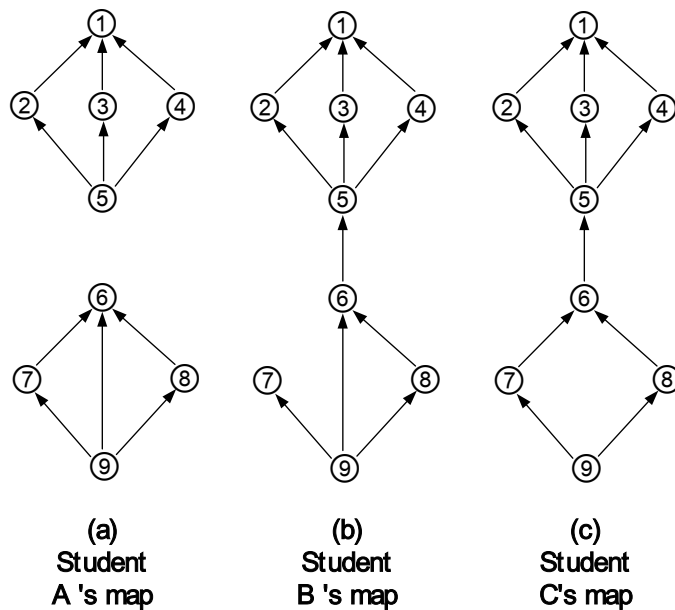 1 1 1
2 3 4 2 3 4 2 3 4
5 5 5
6 6 6
7 8 7 8 7 8
9 9 9
(a) (b) (c)
Student Student Student
A 's map B 's map C's map